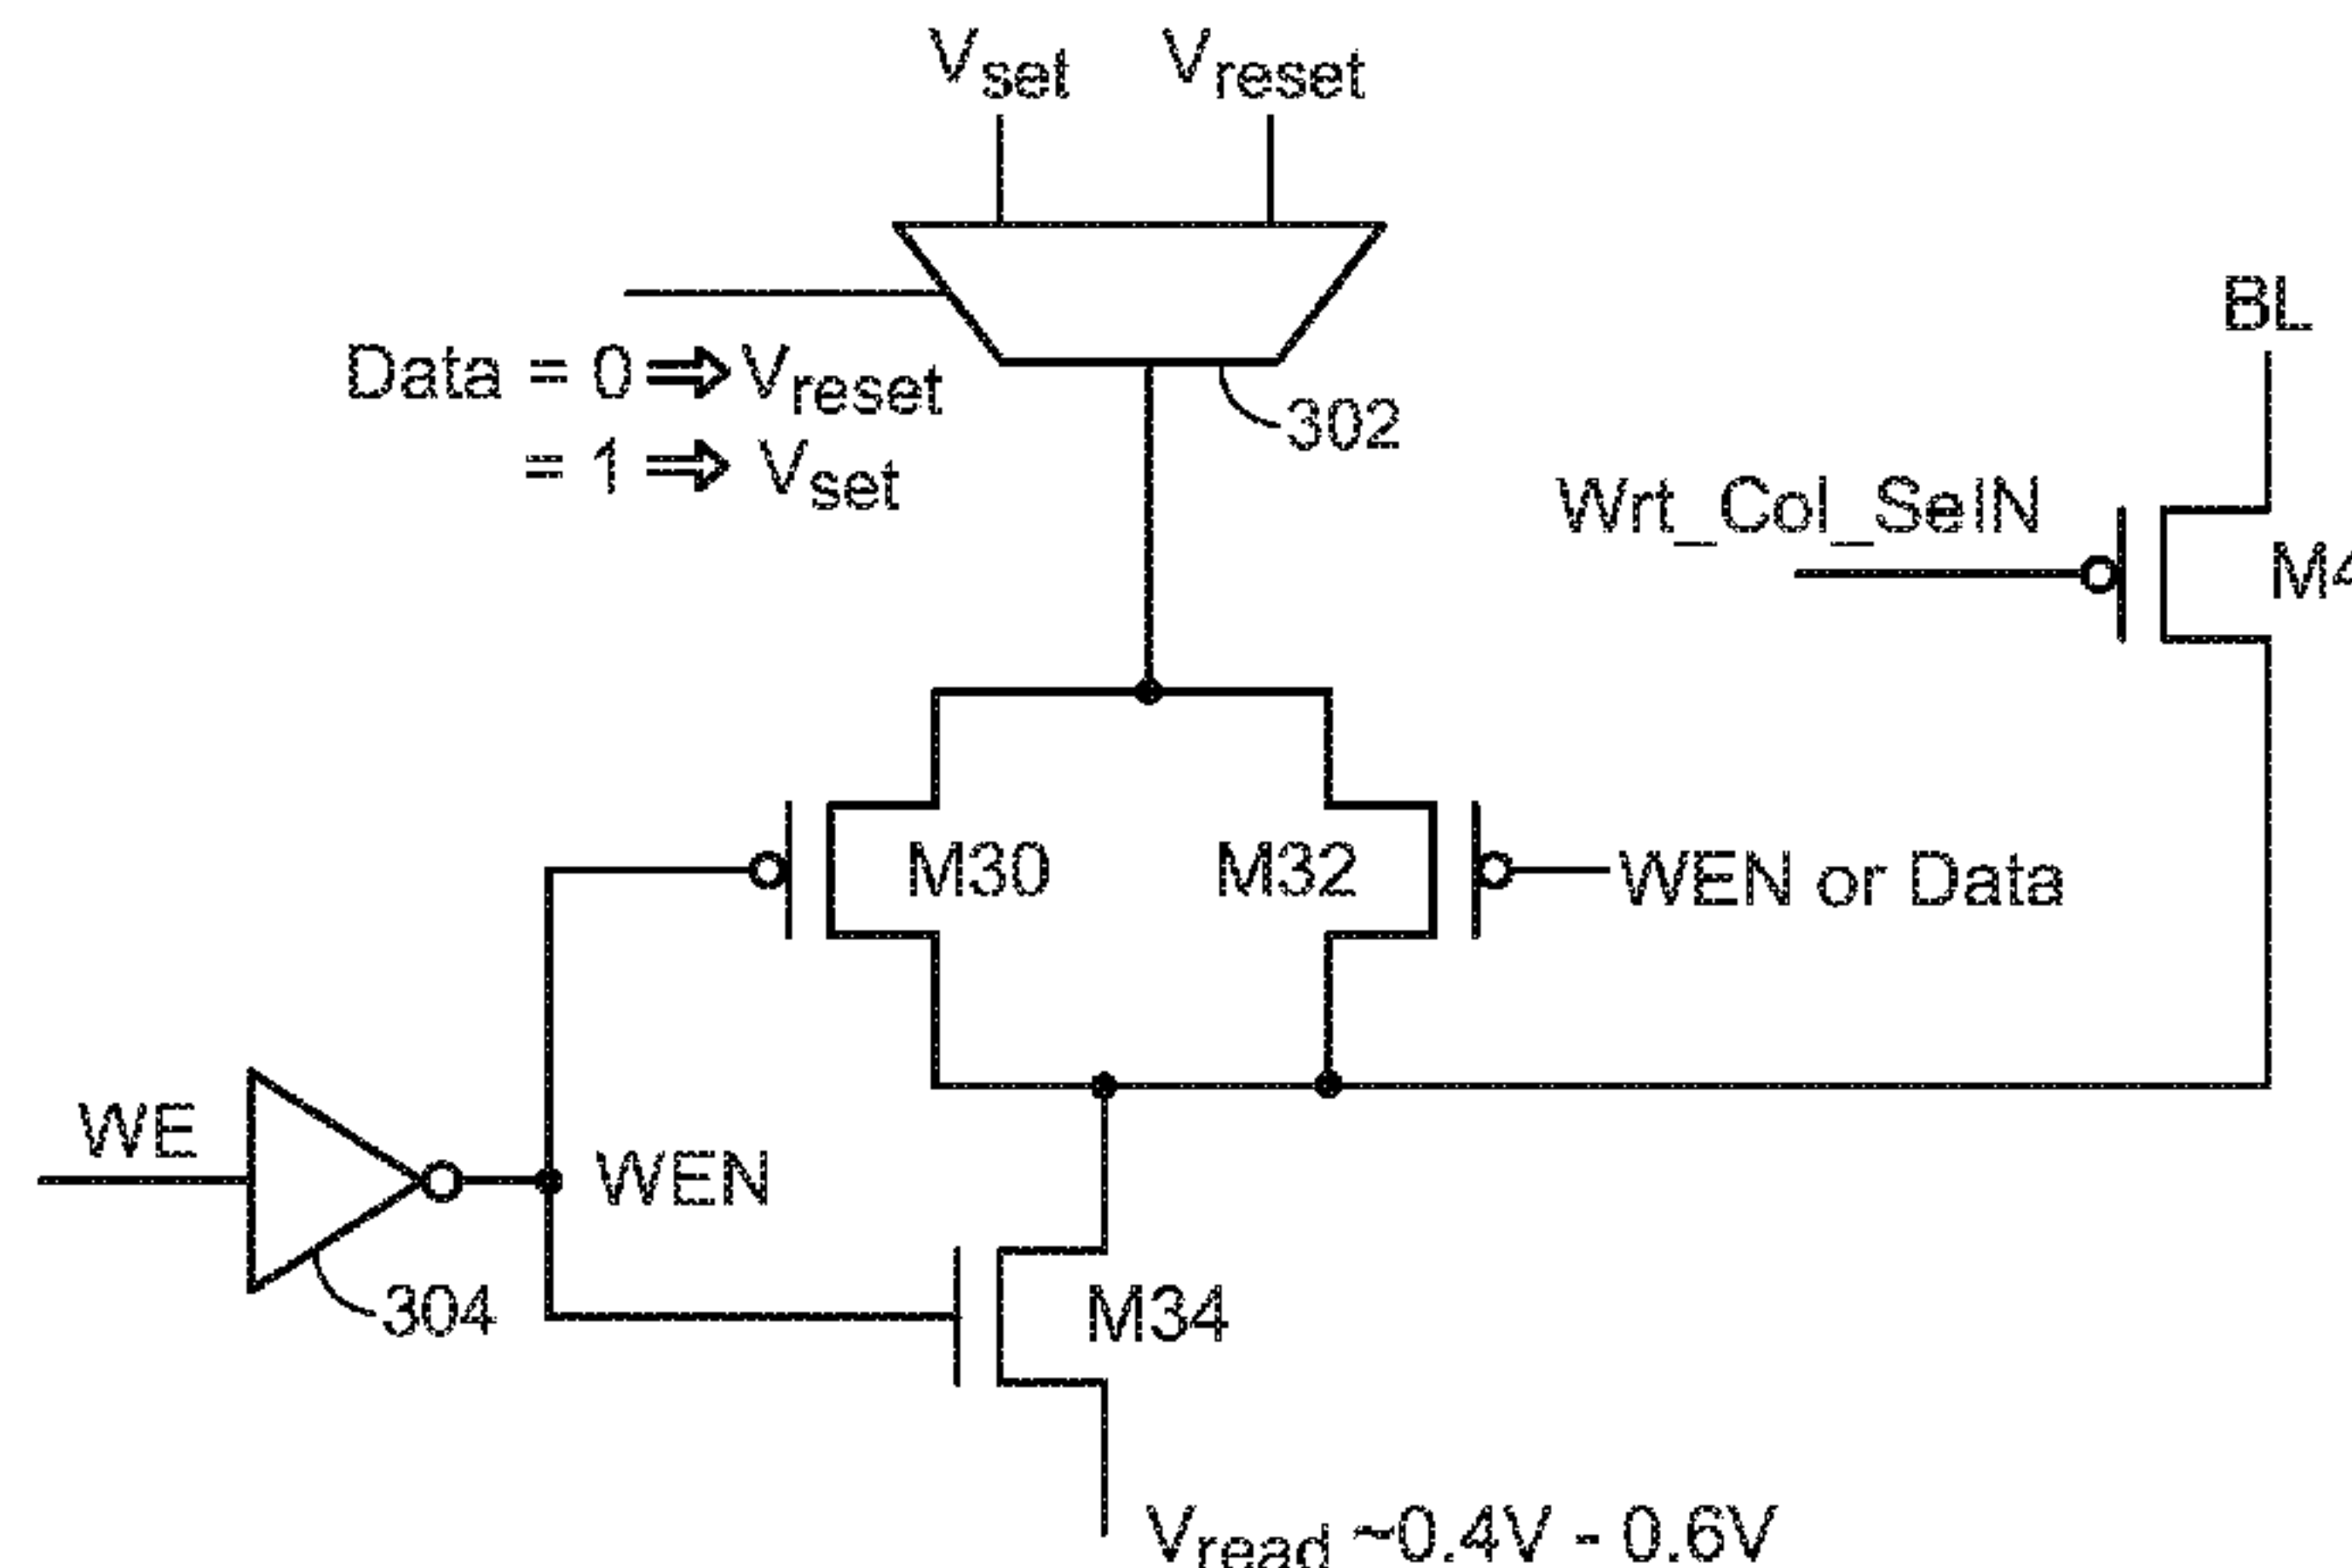 Vset Vreset
BL
Data = 0 ⇒ Vreset
302
= 1 ⇒ Vset
Wrt_Col_SelN
M4
M30 M32 WEN or Data
WE
WEN
304
M34
Vread ~0.4V - 0.6V